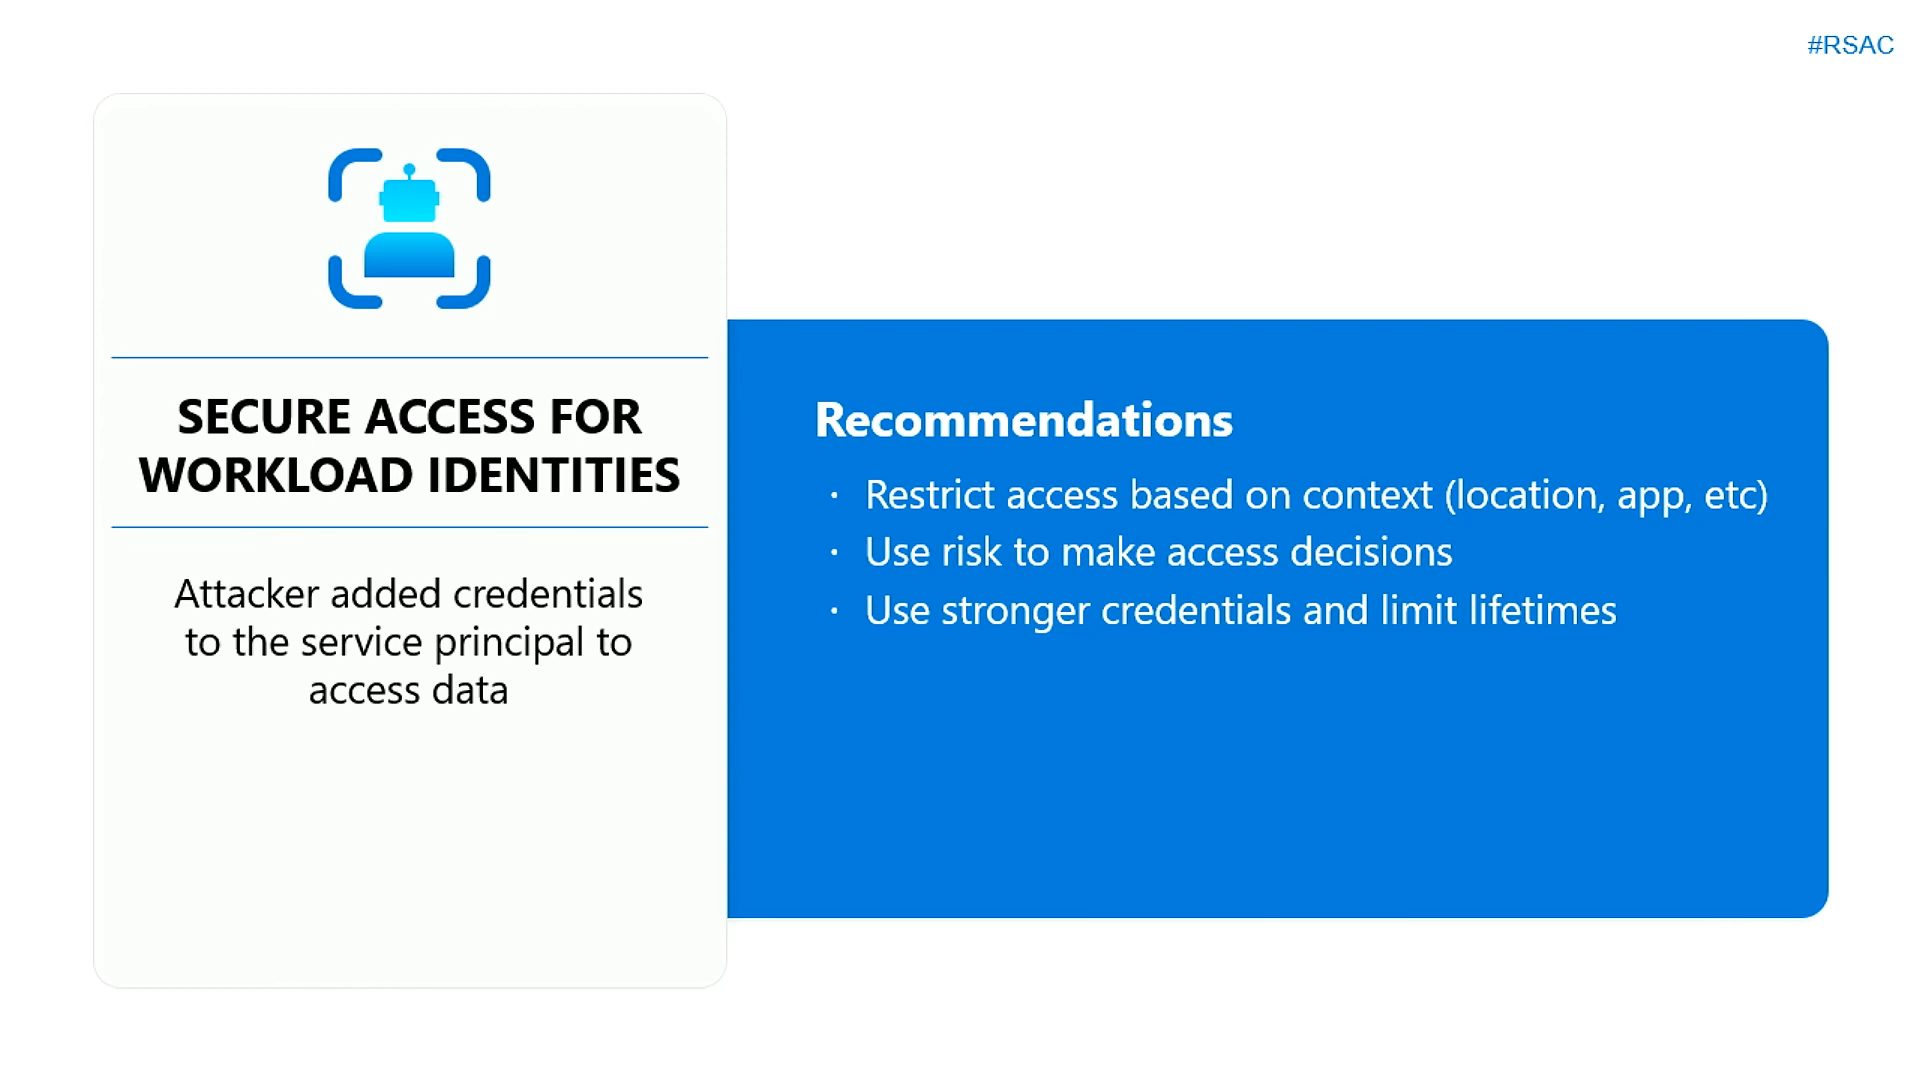 #RSAC
SECURE ACCESS FOR
WORKLOAD IDENTITIES
Attacker added credentials
to the service principal to
access data
Recommendations
· Restrict access based on context (location, app, etc)
· Use risk to make access decisions
· Use stronger credentials and limit lifetimes